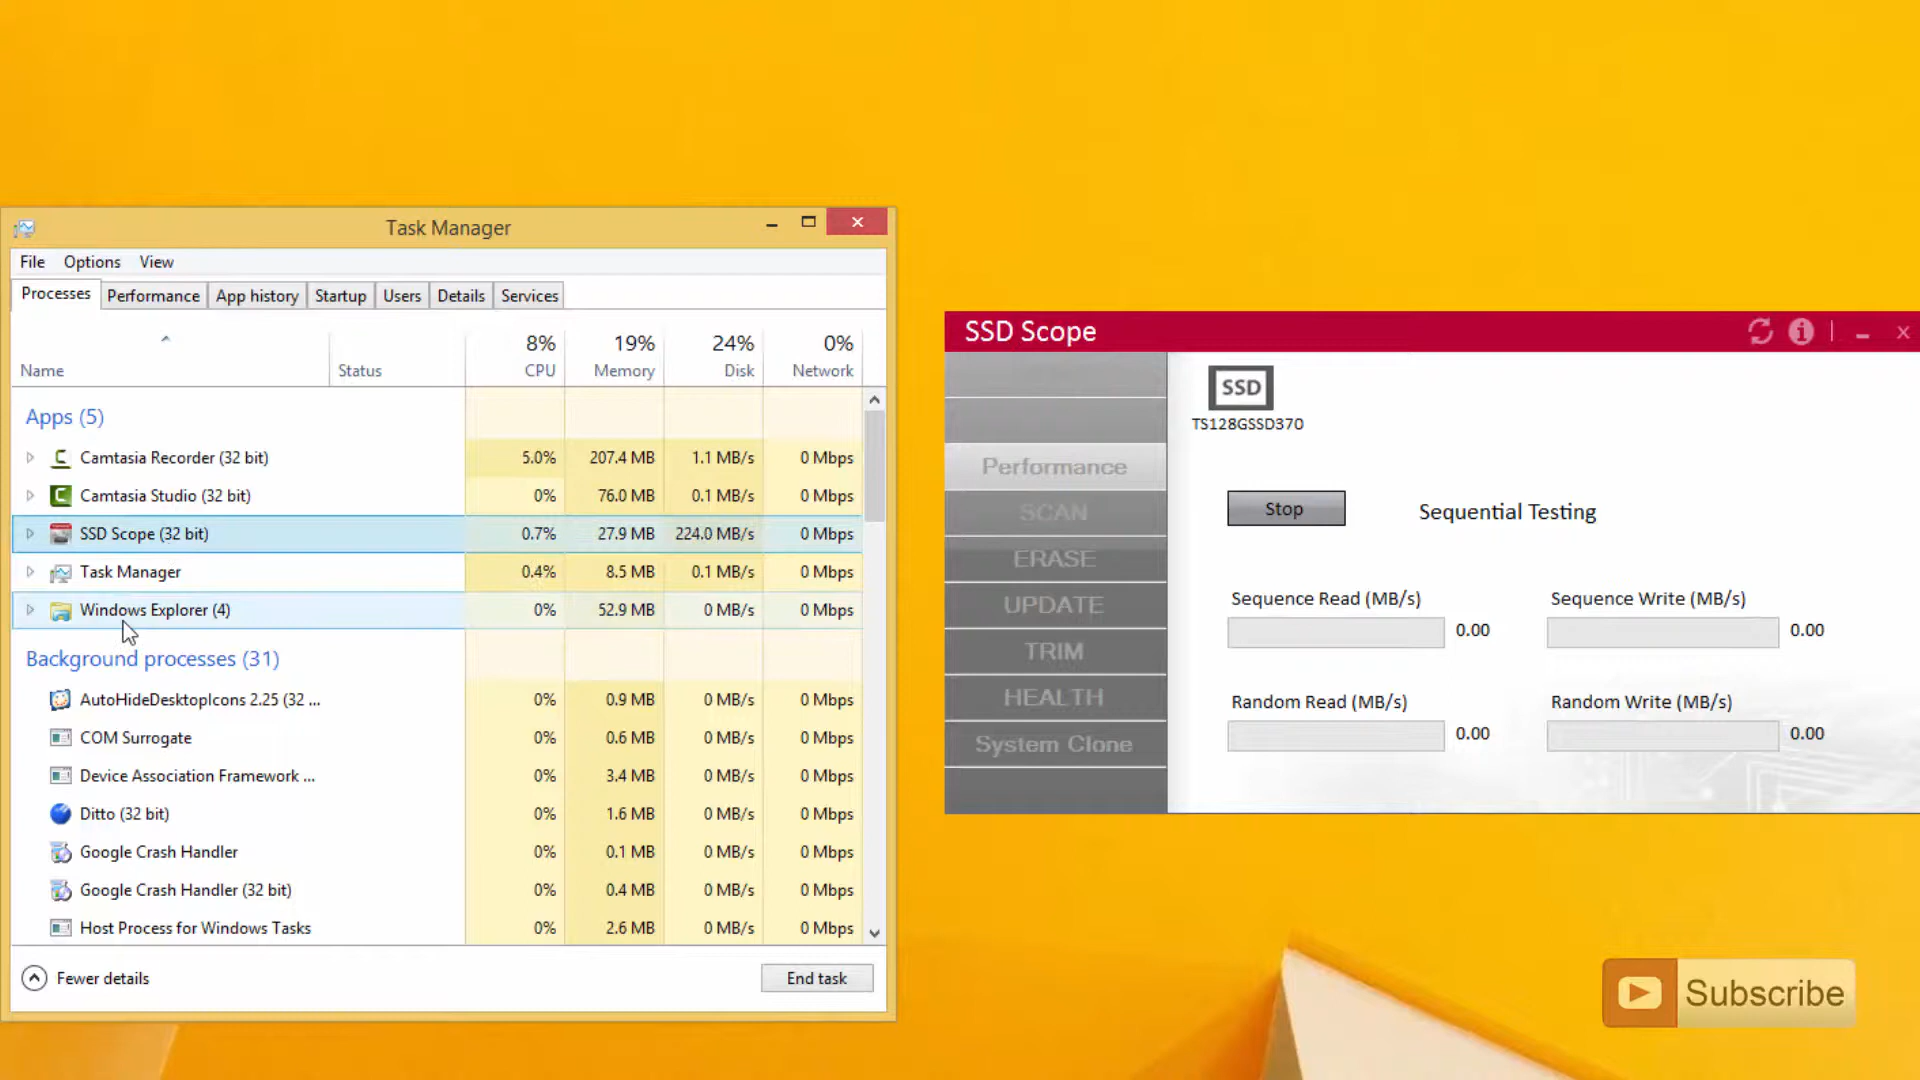 Task Manager
File Options View
Processes Performance App history Startup Users Details Services
8% 19% 24% 0%
Name Status CPU Memory Disk Network
Apps (5)
Camtasia Recorder (32 bit) 5.0% 207.4 MB 1.1 MB/s 0 Mbps
Camtasia Studio (32 bit) 0% 76.0 MB 0.1 MB/s 0 Mbps
SSD Scope (32 bit) 0.7% 27.9 MB 224.0 MB/s 0 Mbps
Task Manager 0.4% 8.5 MB 0.1 MB/s 0 Mbps
Windows Explorer (4) 0% 52.9 MB 0 MB/s 0 Mbps
Background processes (31)
AutoHideDesktopIcons 2.25 (32 ... 0% 0.9 MB 0 MB/s 0 Mbps
COM Surrogate 0% 0.6 MB 0 MB/s 0 Mbps
Device Association Framework ... 0% 3.4 MB 0 MB/s 0 Mbps
Ditto (32 bit) 0% 1.6 MB 0 MB/s 0 Mbps
Google Crash Handler 0% 0.1 MB 0 MB/s 0 Mbps
Google Crash Handler (32 bit) 0% 0.4 MB 0 MB/s 0 Mbps
Host Process for Windows Tasks 0% 2.6 MB 0 MB/s 0 Mbps
Fewer details End task
SSD Scope
SSD
TS128GSSD370
Performance
SCAN
ERASE
UPDATE
TRIM
HEALTH
System Clone
Stop Sequential Testing
Sequence Read (MB/s) Sequence Write (MB/s)
0.00 0.00
Random Read (MB/s) Random Write (MB/s)
0.00 0.00
Subscribe